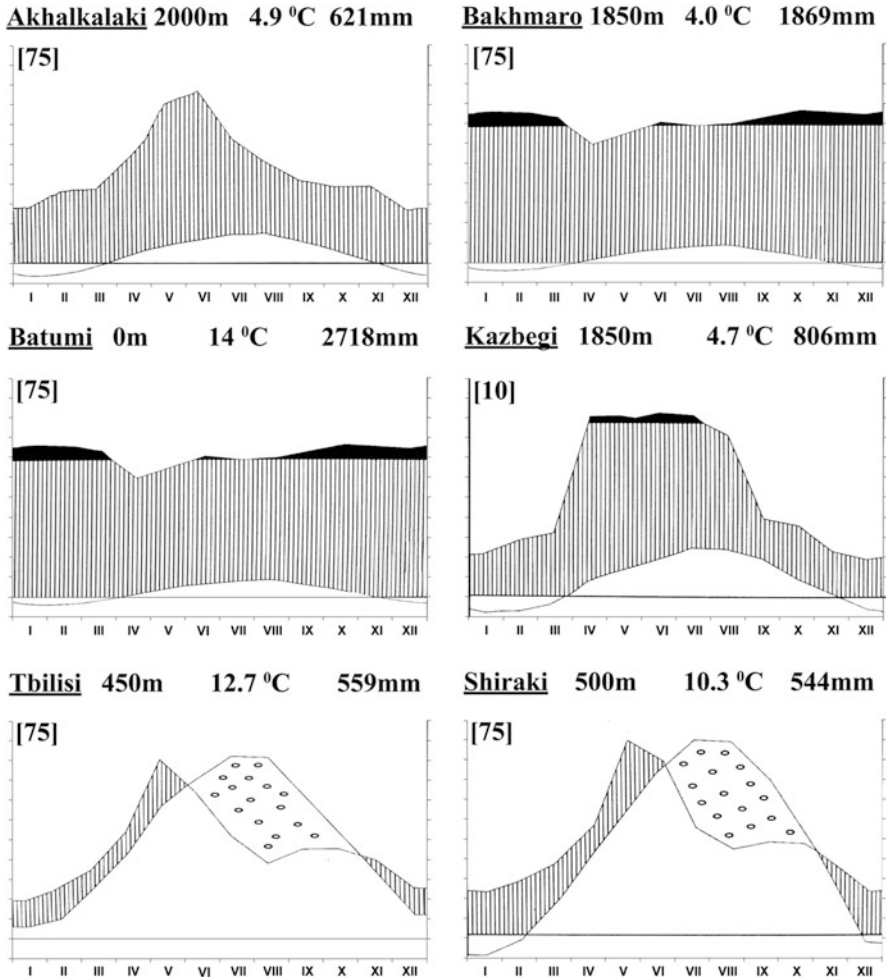 Akhalkalaki 2000m 4.9 ⁰C 621mm
[75]
I II III IV V VI VII VIII IX X XI XII
Bakhmaro 1850m 4.0 ⁰C 1869mm
[75]
I II III IV V VI VII VIII IX X XI XII
Batumi 0m 14 ⁰C 2718mm
[75]
I II III IV V VI VII VIII IX X XI XII
Kazbegi 1850m 4.7 ⁰C 806mm
[10]
I II III IV V VI VII VIII IX X XI XII
Tbilisi 450m 12.7 ⁰C 559mm
[75]
I II III IV V VI VII VIII IX X XI XII
Shiraki 500m 10.3 ⁰C 544mm
[75]
I II III IV V VI VII VIII IX X XI XII